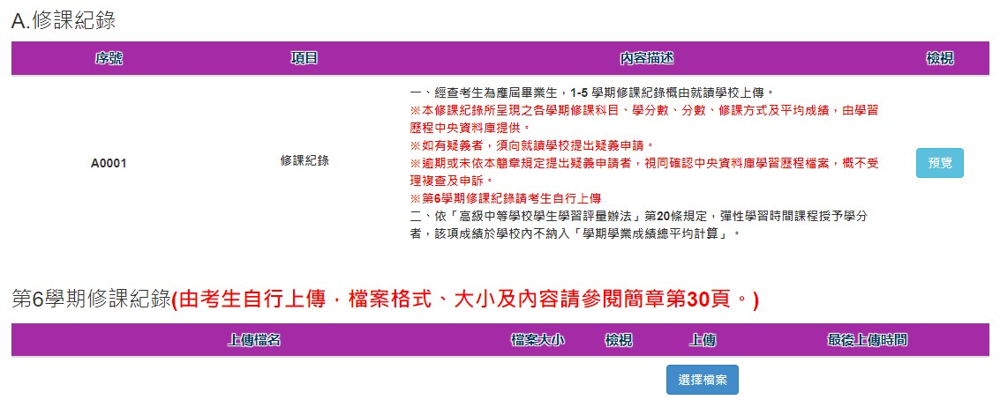 A.修課紀錄
序號 項目 內容描述 檢視
一、經查考生為應屆畢業生，1-5 學期修課紀錄概由就讀學校上傳。
※本修課紀錄所呈現之各學期修課科目、學分數、分數、修課方式及平均成績，由學習
歷程中央資料庫提供。
※如有疑義者，須向就讀學校提出疑義申請。
A0001 修課紀錄 ※逾期或未依本簡章規定提出疑義申請者，視同確認中央資料庫學習歷程檔案，概不受 預覽
理複查及申訴。
※第6學期修課紀錄請考生自行上傳
二、依「高級中等學校學生學習評量辦法」第20條規定，彈性學習時間課程授予學分
者，該項成績於學校內不納入「學期學業成績總平均計算」。
第6學期修課紀錄(由考生自行上傳，檔案格式、大小及內容請參閱簡章第30頁。)
上傳檔名 檔案大小 檢視 上傳 最後上傳時間
選擇檔案